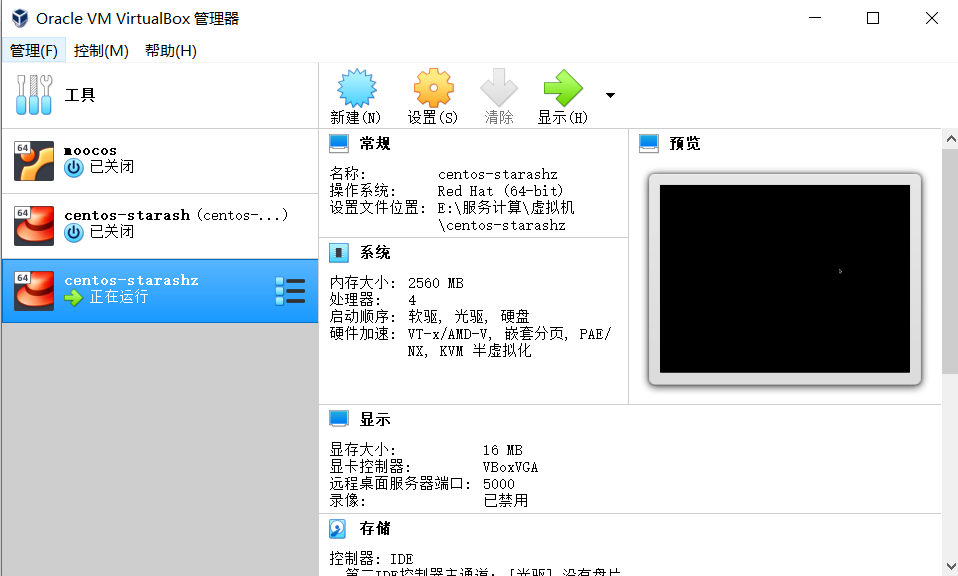 Oracle VM VirtualBox 管理器
管理(F) 控制(M) 帮助(H)
工具
新建(N) 设置(S) 清除 显示(H)
64 moocos
已关闭
64 centos-starash (centos-...)
已关闭
64 centos-starashz
正在运行
常规
名称: centos-starashz
操作系统: Red Hat (64-bit)
设置文件位置: E:\服务计算\虚拟机
\centos-starashz
预览
系统
内存大小: 2560 MB
处理器: 4
启动顺序: 软驱, 光驱, 硬盘
硬件加速: VT-x/AMD-V, 嵌套分页, PAE/
NX, KVM 半虚拟化
显示
显存大小: 16 MB
显卡控制器: VBoxVGA
远程桌面服务器端口: 5000
录像: 已禁用
存储
控制器: IDE
第二IDE控制器主通道: [光驱] 没有盘片